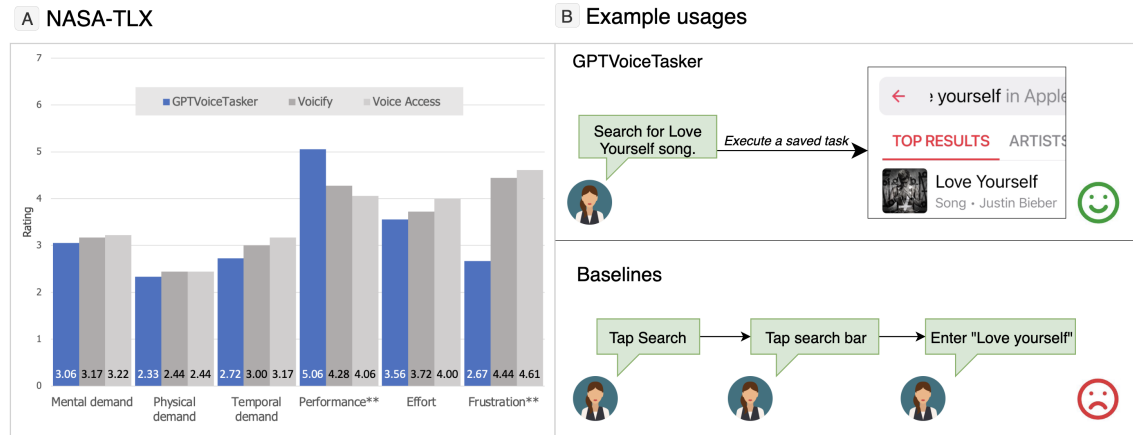 A NASA-TLX
7
6
5
4
3
2
1
0
Rating
GPTVoiceTasker Voicify Voice Access
3.06 3.17 3.22 2.33 2.44 2.44 2.72 3.00 3.17 5.06 4.28 4.06 3.56 3.72 4.00 2.67 4.44 4.61
Mental demand
Physical
demand
Temporal
demand
Performance**
Effort
Frustration**
B Example usages
GPTVoiceTasker
Search for Love
Yourself song.
Execute a saved task
yourself in Apple
TOP RESULTS ARTISTS
Love Yourself
Song • Justin Bieber
Baselines
Tap Search
Tap search bar
Enter "Love yourself"